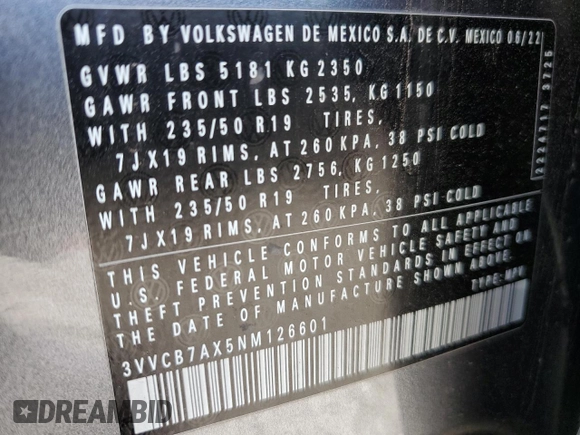 MFD BY VOLKSWAGEN DE MEXICO S.A. DE C.V. MEXICO 06/22
GVWR LBS 5181 KG 2350
GAWR FRONT LBS 2535, KG 1150
WITH 235/50 R19 TIRES,
7JX19 RIMS, AT 260 KPA, 38 PSI COLD
GAWR REAR LBS 2756, KG 1250
WITH 235/50 R19 TIRES,
7JX19 RIMS, AT 260 KPA, 38 PSI COLD
THIS VEHICLE CONFORMS TO ALL APPLICABLE
U.S. FEDERAL MOTOR VEHICLE SAFETY AND
THEFT PREVENTION STANDARDS IN EFFECT ON
THE DATE OF MANUFACTURE SHOWN ABOVE.
TYPE-MPV
3VVCB7AX5NM126601
2224717 3725
DREAMBID